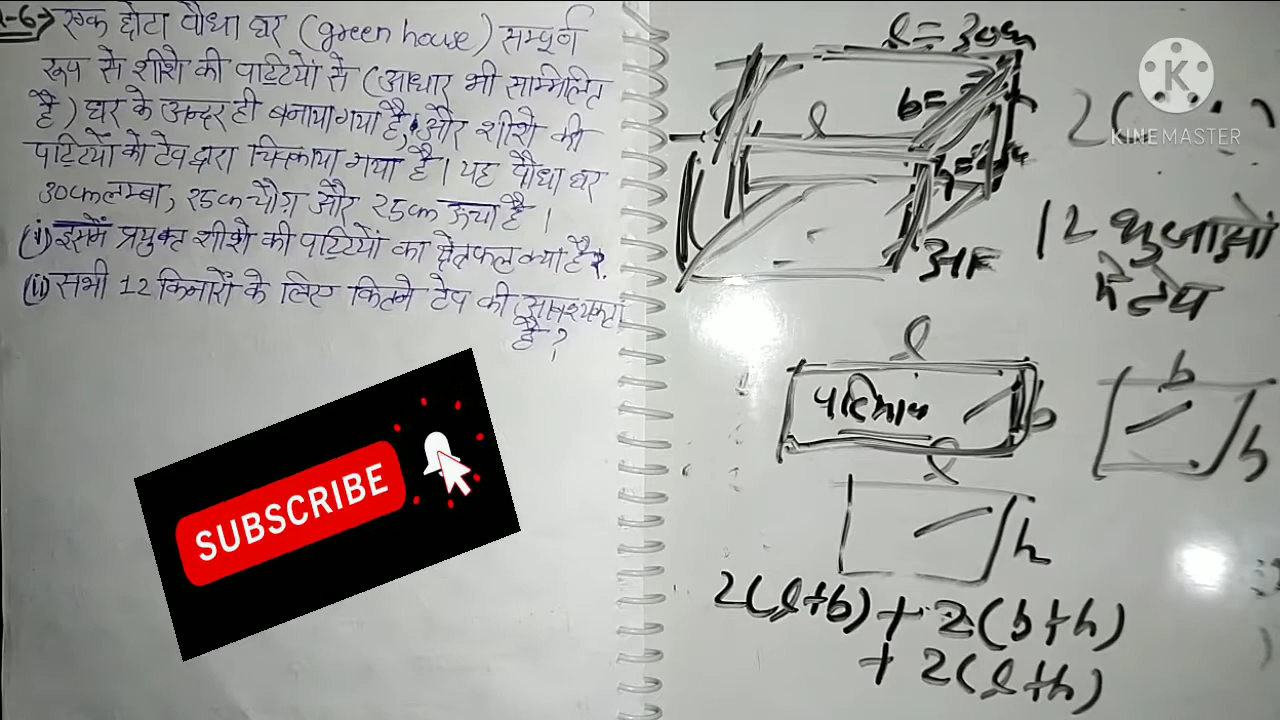 -6→ एक छोटा पौधा घर (green house) सम्पूर्ण
रूप से शीशे की पट्टियों से (आधार भी सम्मिलित
है) घर के अन्दर ही बनाया गया है, और शीशे की
पट्टियों को टेप द्वारा चिपकाया गया है। यह पौधा घर
30cm लम्बा, 25cm चौड़ा और 25cm ऊंचा है।
(i) इसमें प्रयुक्त शीशे की पट्टियों का क्षेत्रफल क्या है?
(ii) सभी 12 किनारों के लिए कितने टेप की आवश्यकता
है?
SUBSCRIBE
l = 30cm
b =
l
h =
2(
K
KINEMASTER
12 भुजाओं
में टेप
l
परिमाप
b
l
b
h
h
2(l+b) + 2(b+h)
+ 2(l+h)